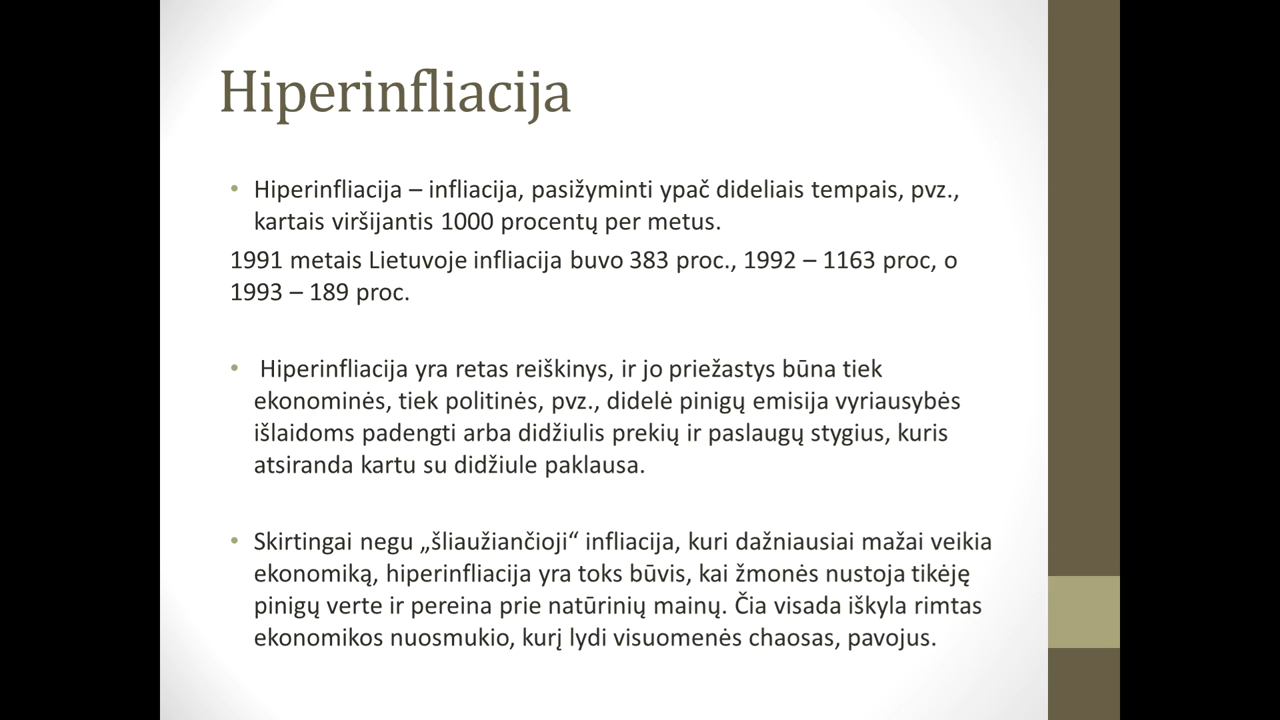 Hiperinfliacija
• Hiperinfliacija – infliacija, pasižyminti ypač dideliais tempais, pvz.,
kartais viršijantis 1000 procentų per metus.
1991 metais Lietuvoje infliacija buvo 383 proc., 1992 – 1163 proc, o
1993 – 189 proc.
• Hiperinfliacija yra retas reiškinys, ir jo priežastys būna tiek
ekonominės, tiek politinės, pvz., didelė pinigų emisija vyriausybės
išlaidoms padengti arba didžiulis prekių ir paslaugų stygius, kuris
atsiranda kartu su didžiule paklausa.
• Skirtingai negu „šliaužiančioji“ infliacija, kuri dažniausiai mažai veikia
ekonomiką, hiperinfliacija yra toks būvis, kai žmonės nustoja tikėję
pinigų verte ir pereina prie natūrinių mainų. Čia visada iškyla rimtas
ekonomikos nuosmukio, kurį lydi visuomenės chaosas, pavojus.